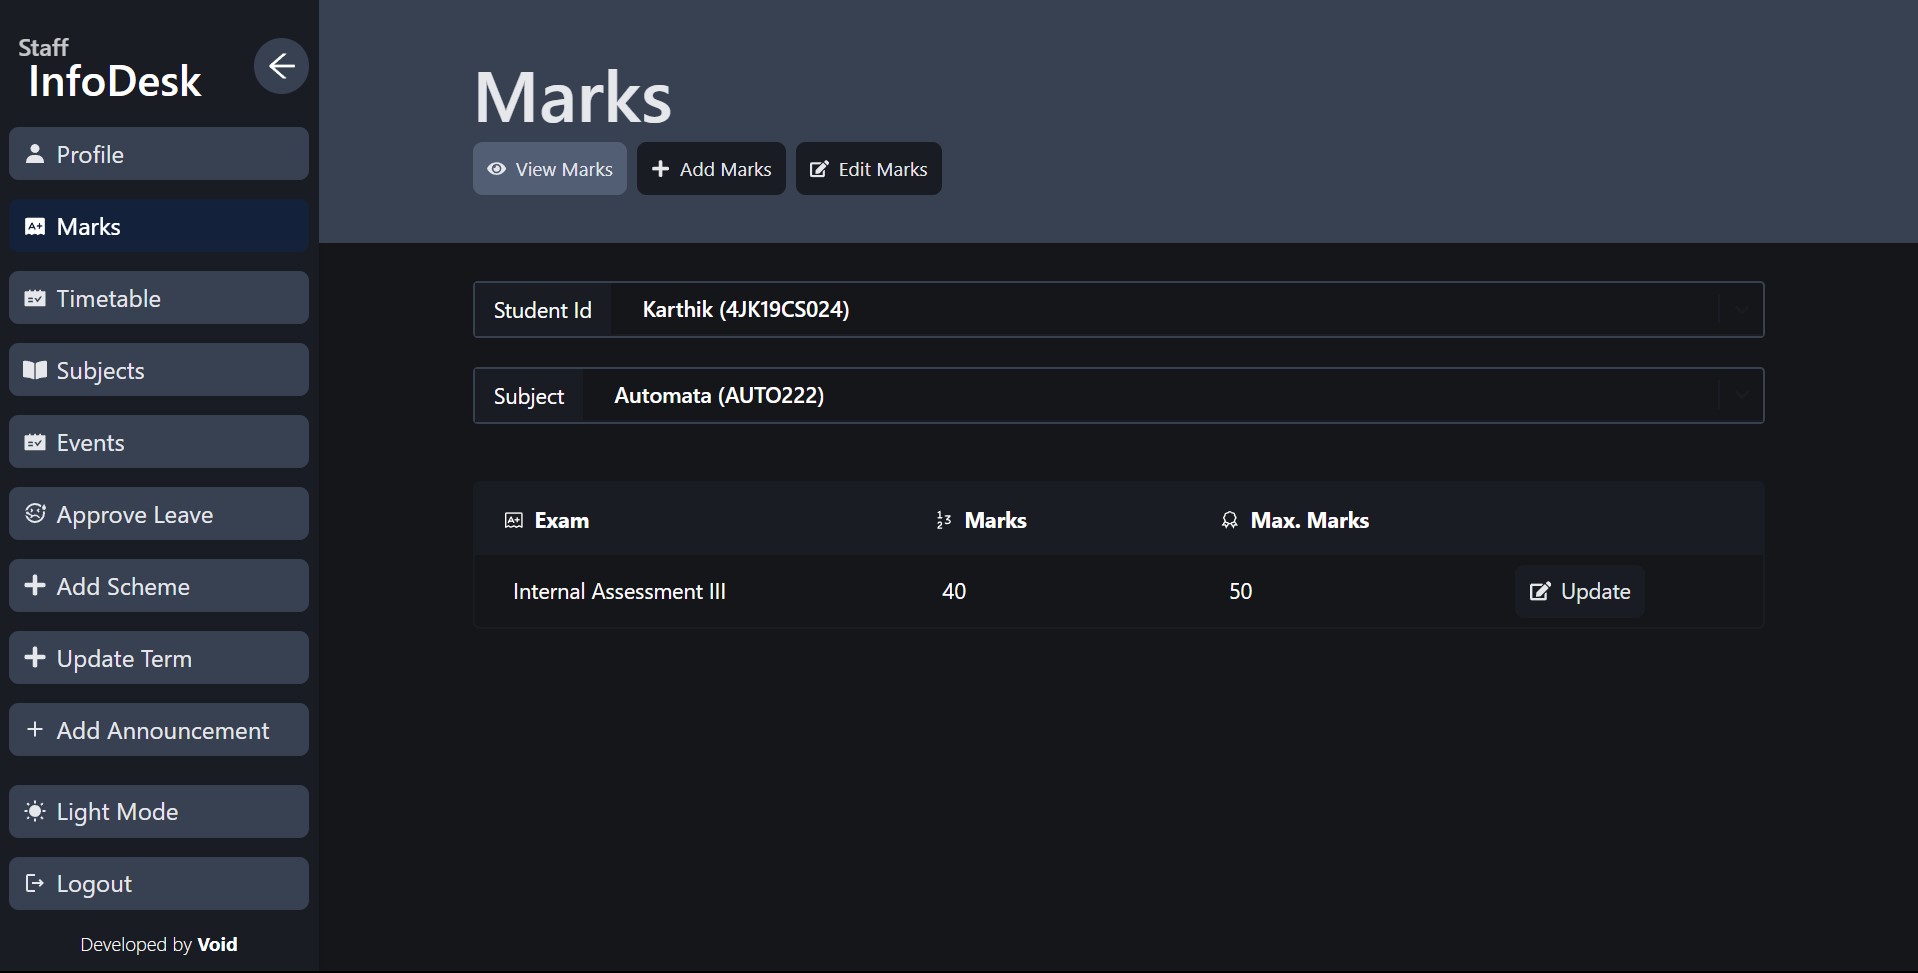 Staff
InfoDesk
Profile
Marks
Timetable
Subjects
Events
Approve Leave
Add Scheme
Update Term
Add Announcement
Light Mode
Logout
Developed by Void
Marks
View Marks
Add Marks
Edit Marks
Student Id Karthik (4JK19CS024)
Subject Automata (AUTO222)
Exam Marks Max. Marks
Internal Assessment III 40 50 Update